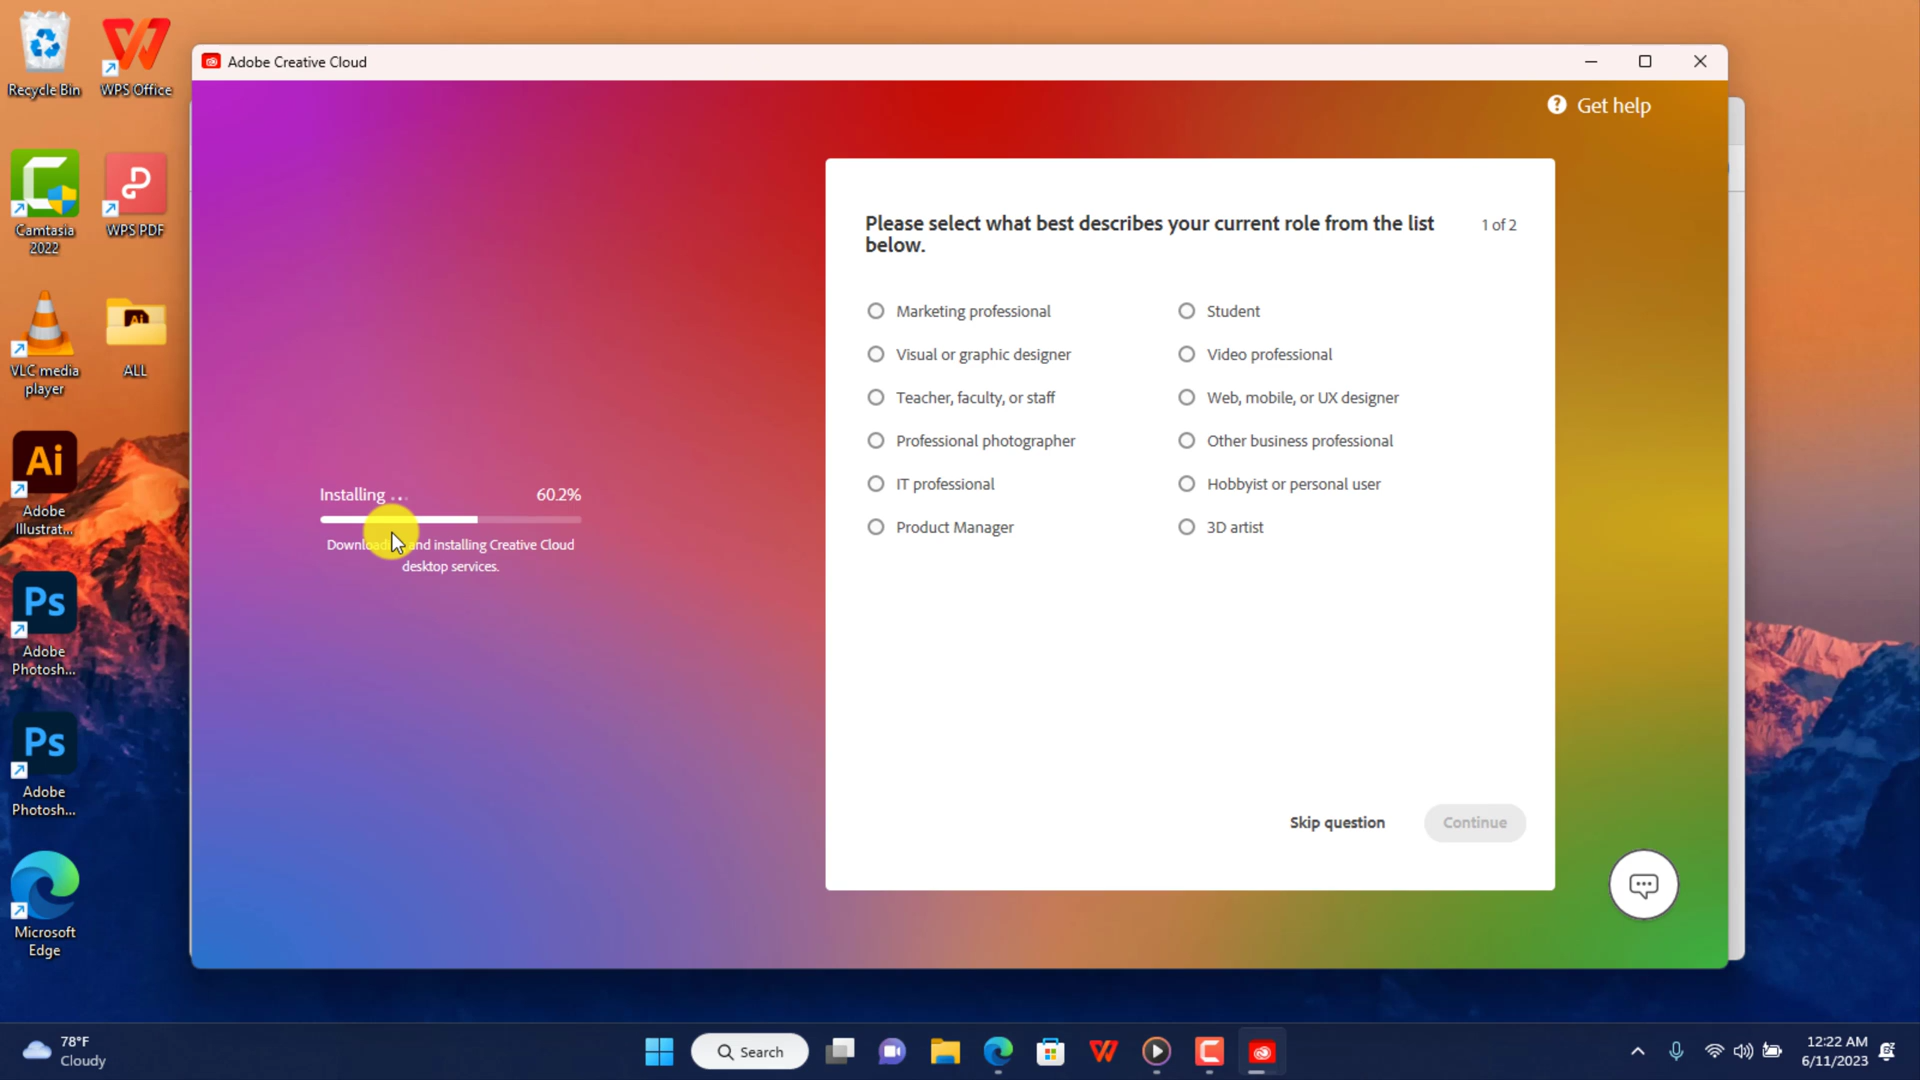 Recycle Bin
WPS Office
Camtasia
2022
WPS PDF
VLC media
player
ALL
Ai
Ai
Adobe
Illustrat...
Ps
Adobe
Photosh...
Ps
Adobe
Photosh...
Microsoft
Edge
Adobe Creative Cloud
? Get help
Installing ...
60.2%
and installing Creative Cloud
desktop services.
Please select what best describes your current role from the list
below.
1 of 2
Marketing professional
Student
Visual or graphic designer
Video professional
Teacher, faculty, or staff
Web, mobile, or UX designer
Professional photographer
Other business professional
IT professional
Hobbyist or personal user
Product Manager
3D artist
Skip question
Continue
78°F
Cloudy
Search
12:22 AM
6/11/2023